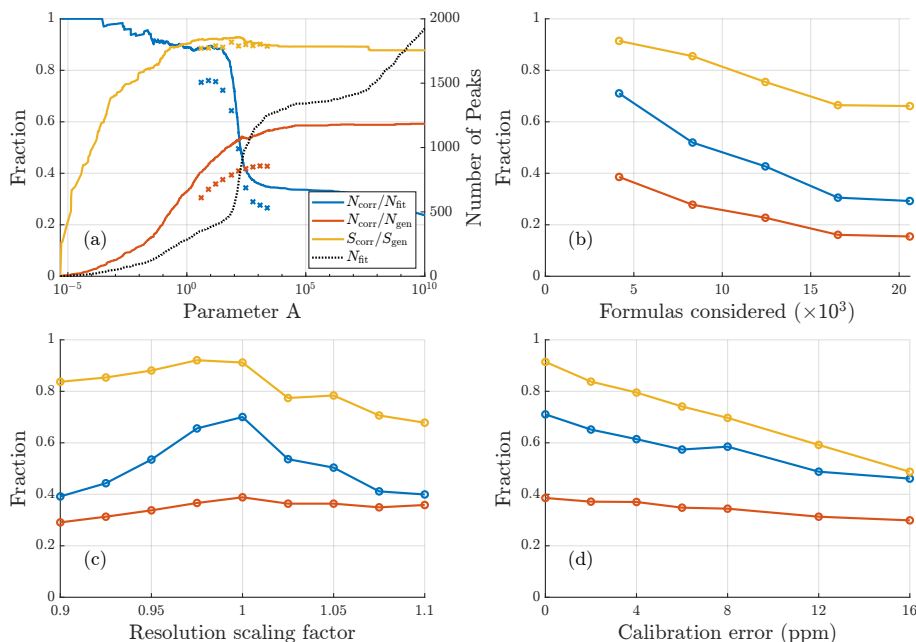 1
0.8
0.6
0.4
0.2
0
Fraction
2000
1500
1000
500
0
Number of Peaks
(a)
N_corr/N_fit
N_corr/N_gen
S_corr/S_gen
N_fit
10^-5
10^0
10^5
10^10
Parameter A
1
0.8
0.6
0.4
0.2
0
Fraction
(b)
0
5
10
15
20
Formulas considered (×10^3)
1
0.8
0.6
0.4
0.2
Fraction
(c)
0.9
0.95
1
1.05
1.1
Resolution scaling factor
1
0.8
0.6
0.4
0.2
Fraction
(d)
0
4
8
12
16
Calibration error (ppm)